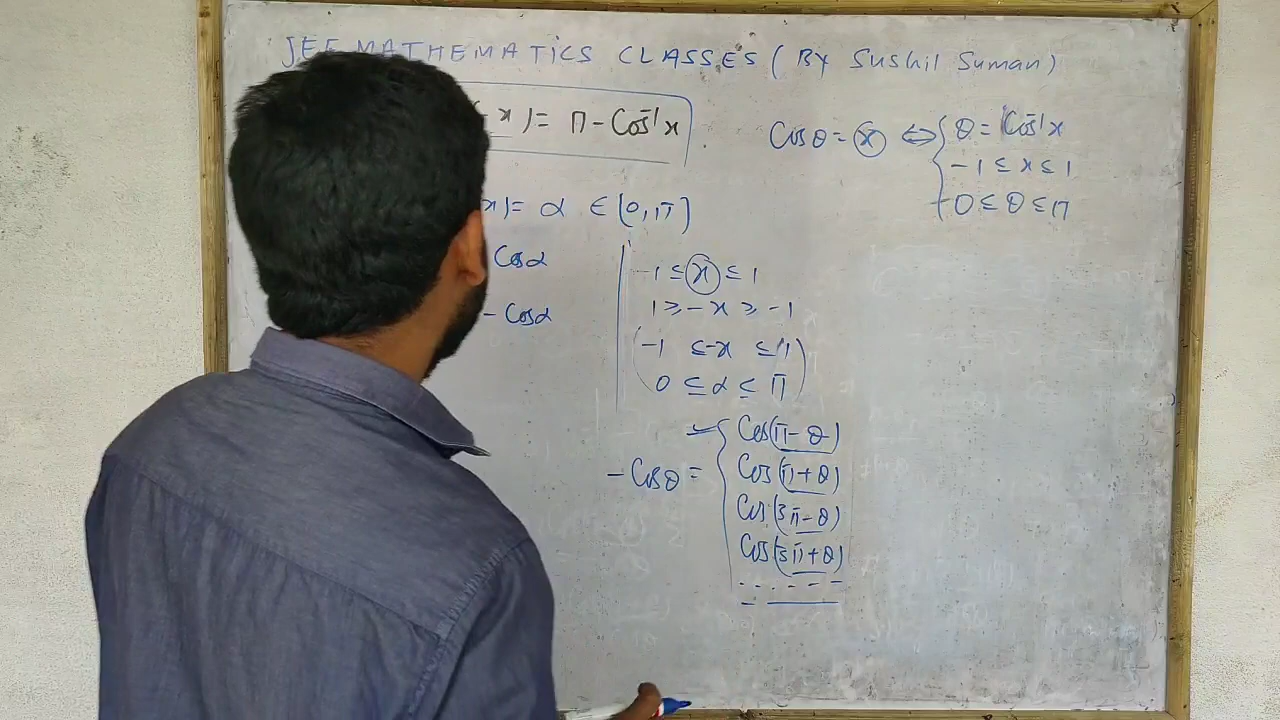 JEE MATHEMATICS CLASSES ( By Sushil Suman )
x ) = π - Cos⁻¹x
Cosθ = x ⇔ { θ = Cos⁻¹x
-1 ≤ x ≤ 1
0 ≤ θ ≤ π
x) = α ∈ [0, π]
Cosα
- Cosα
-1 ≤ x ≤ 1
1 ≥ -x ≥ -1
-1 ≤ -x ≤ 1
0 ≤ α ≤ π
- Cosθ = { Cos(π - θ)
Cos(π + θ)
Cos(3π - θ)
Cos(3π + θ)